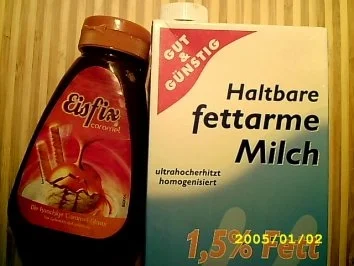 Eisfix
caramel
GUT
&
GÜNSTIG
Haltbare
fettarme
Milch
ultrahocherhitzt
homogenisiert
1,5% Fett
2005/01/02